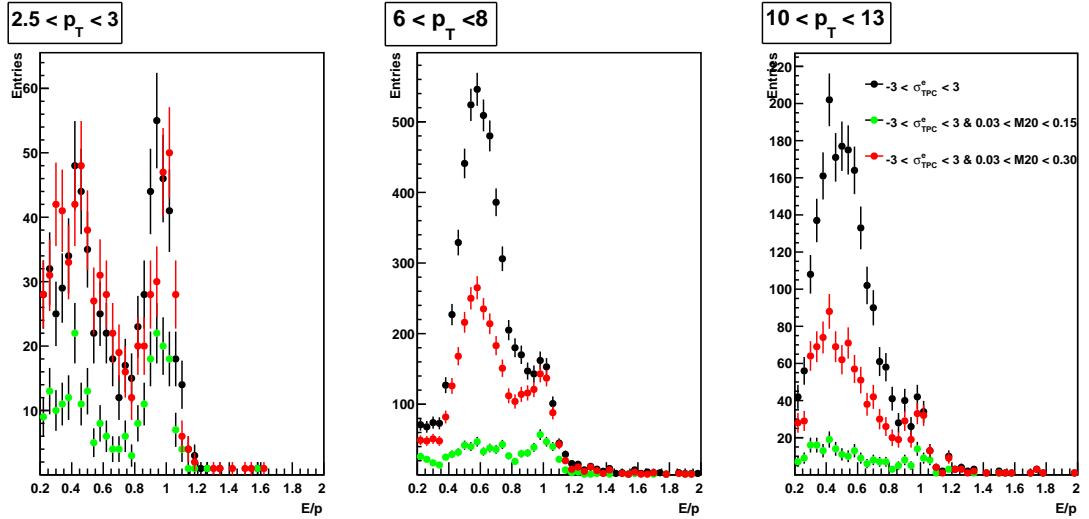 2.5 < p_T < 3
6 < p_T <8
10 < p_T < 13
Entries
60
50
40
30
20
10
0.2 0.4 0.6 0.8 1 1.2 1.4 1.6 1.8 2
E/p
Entries
500
400
300
200
100
0.2 0.4 0.6 0.8 1 1.2 1.4 1.6 1.8 2
E/p
Entries
220
200
180
160
140
120
100
80
60
40
20
0.2 0.4 0.6 0.8 1 1.2 1.4 1.6 1.8 2
E/p
-3 < σ^e_TPC < 3
-3 < σ^e_TPC < 3 & 0.03 < M20 < 0.15
-3 < σ^e_TPC < 3 & 0.03 < M20 < 0.30